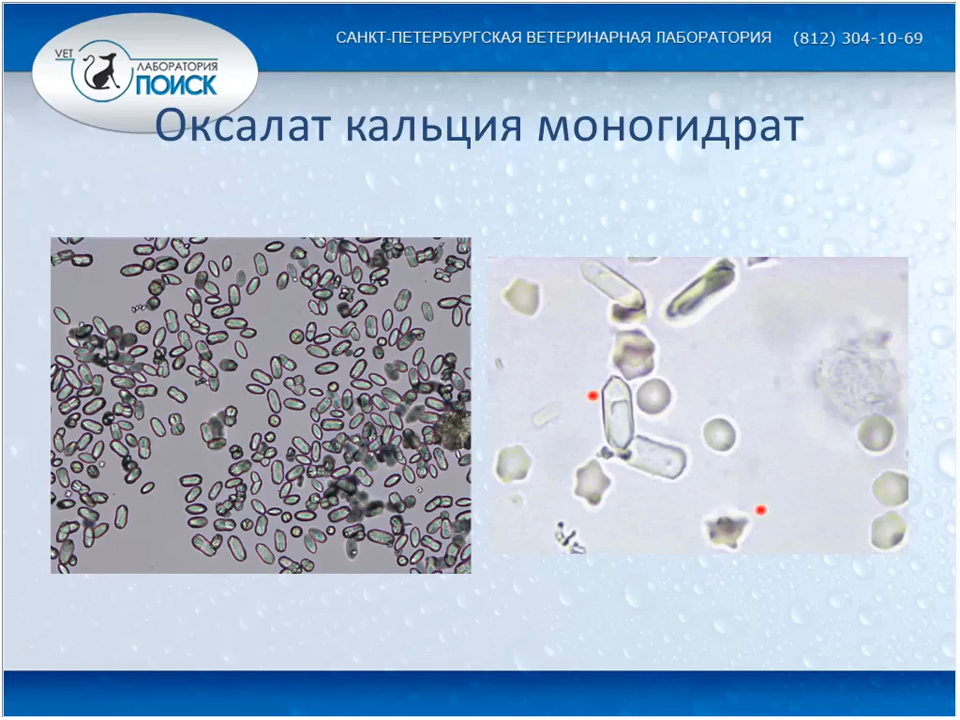 САНКТ-ПЕТЕРБУРГСКАЯ ВЕТЕРИНАРНАЯ ЛАБОРАТОРИЯ (812) 304-10-69
VET
ЛАБОРАТОРИЯ
ПОИСК
Оксалат кальция моногидрат